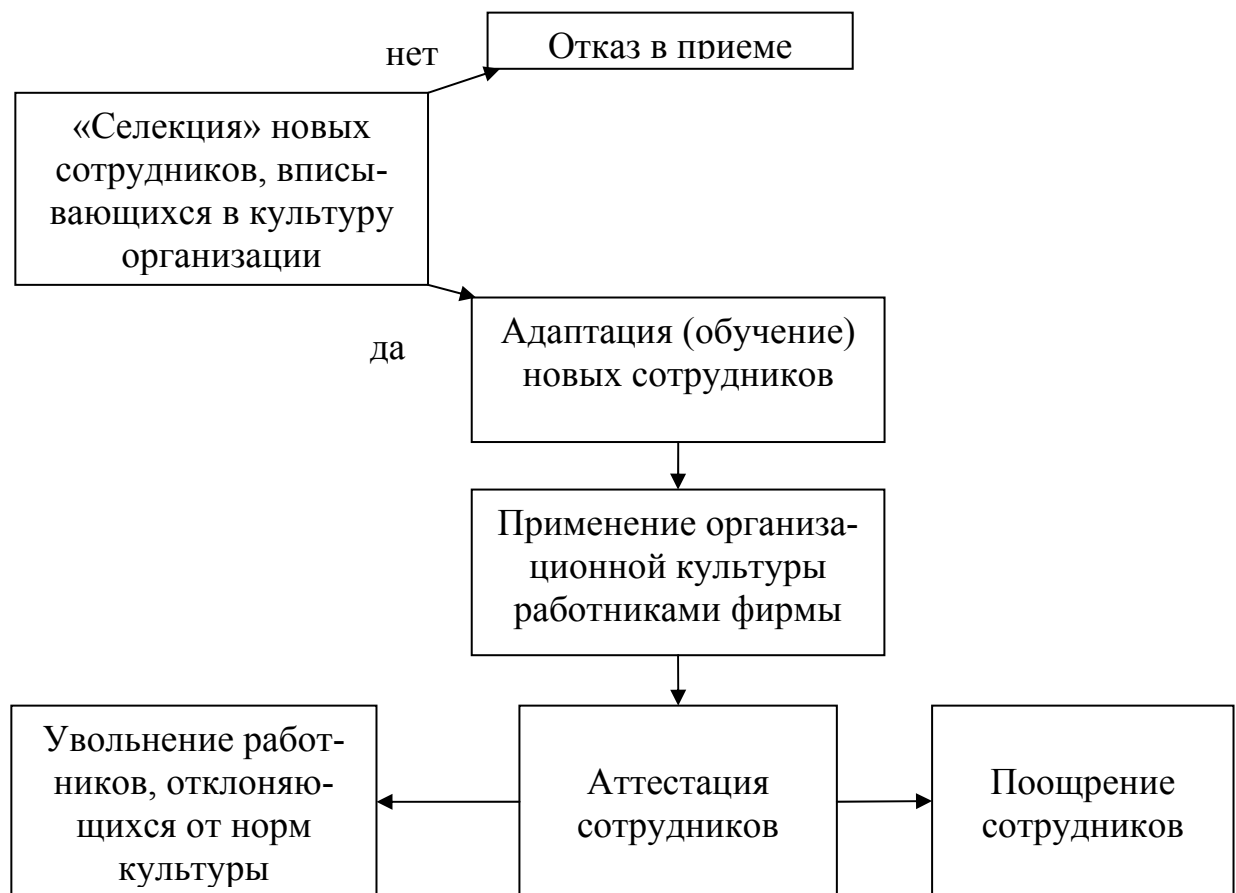 нет
Отказ в приеме
«Селекция» новых
сотрудников, вписы-
вающихся в культуру
организации
да
Адаптация (обучение)
новых сотрудников
Применение организа-
ционной культуры
работниками фирмы
Увольнение работ-
ников, отклоняю-
щихся от норм
культуры
Аттестация
сотрудников
Поощрение
сотрудников